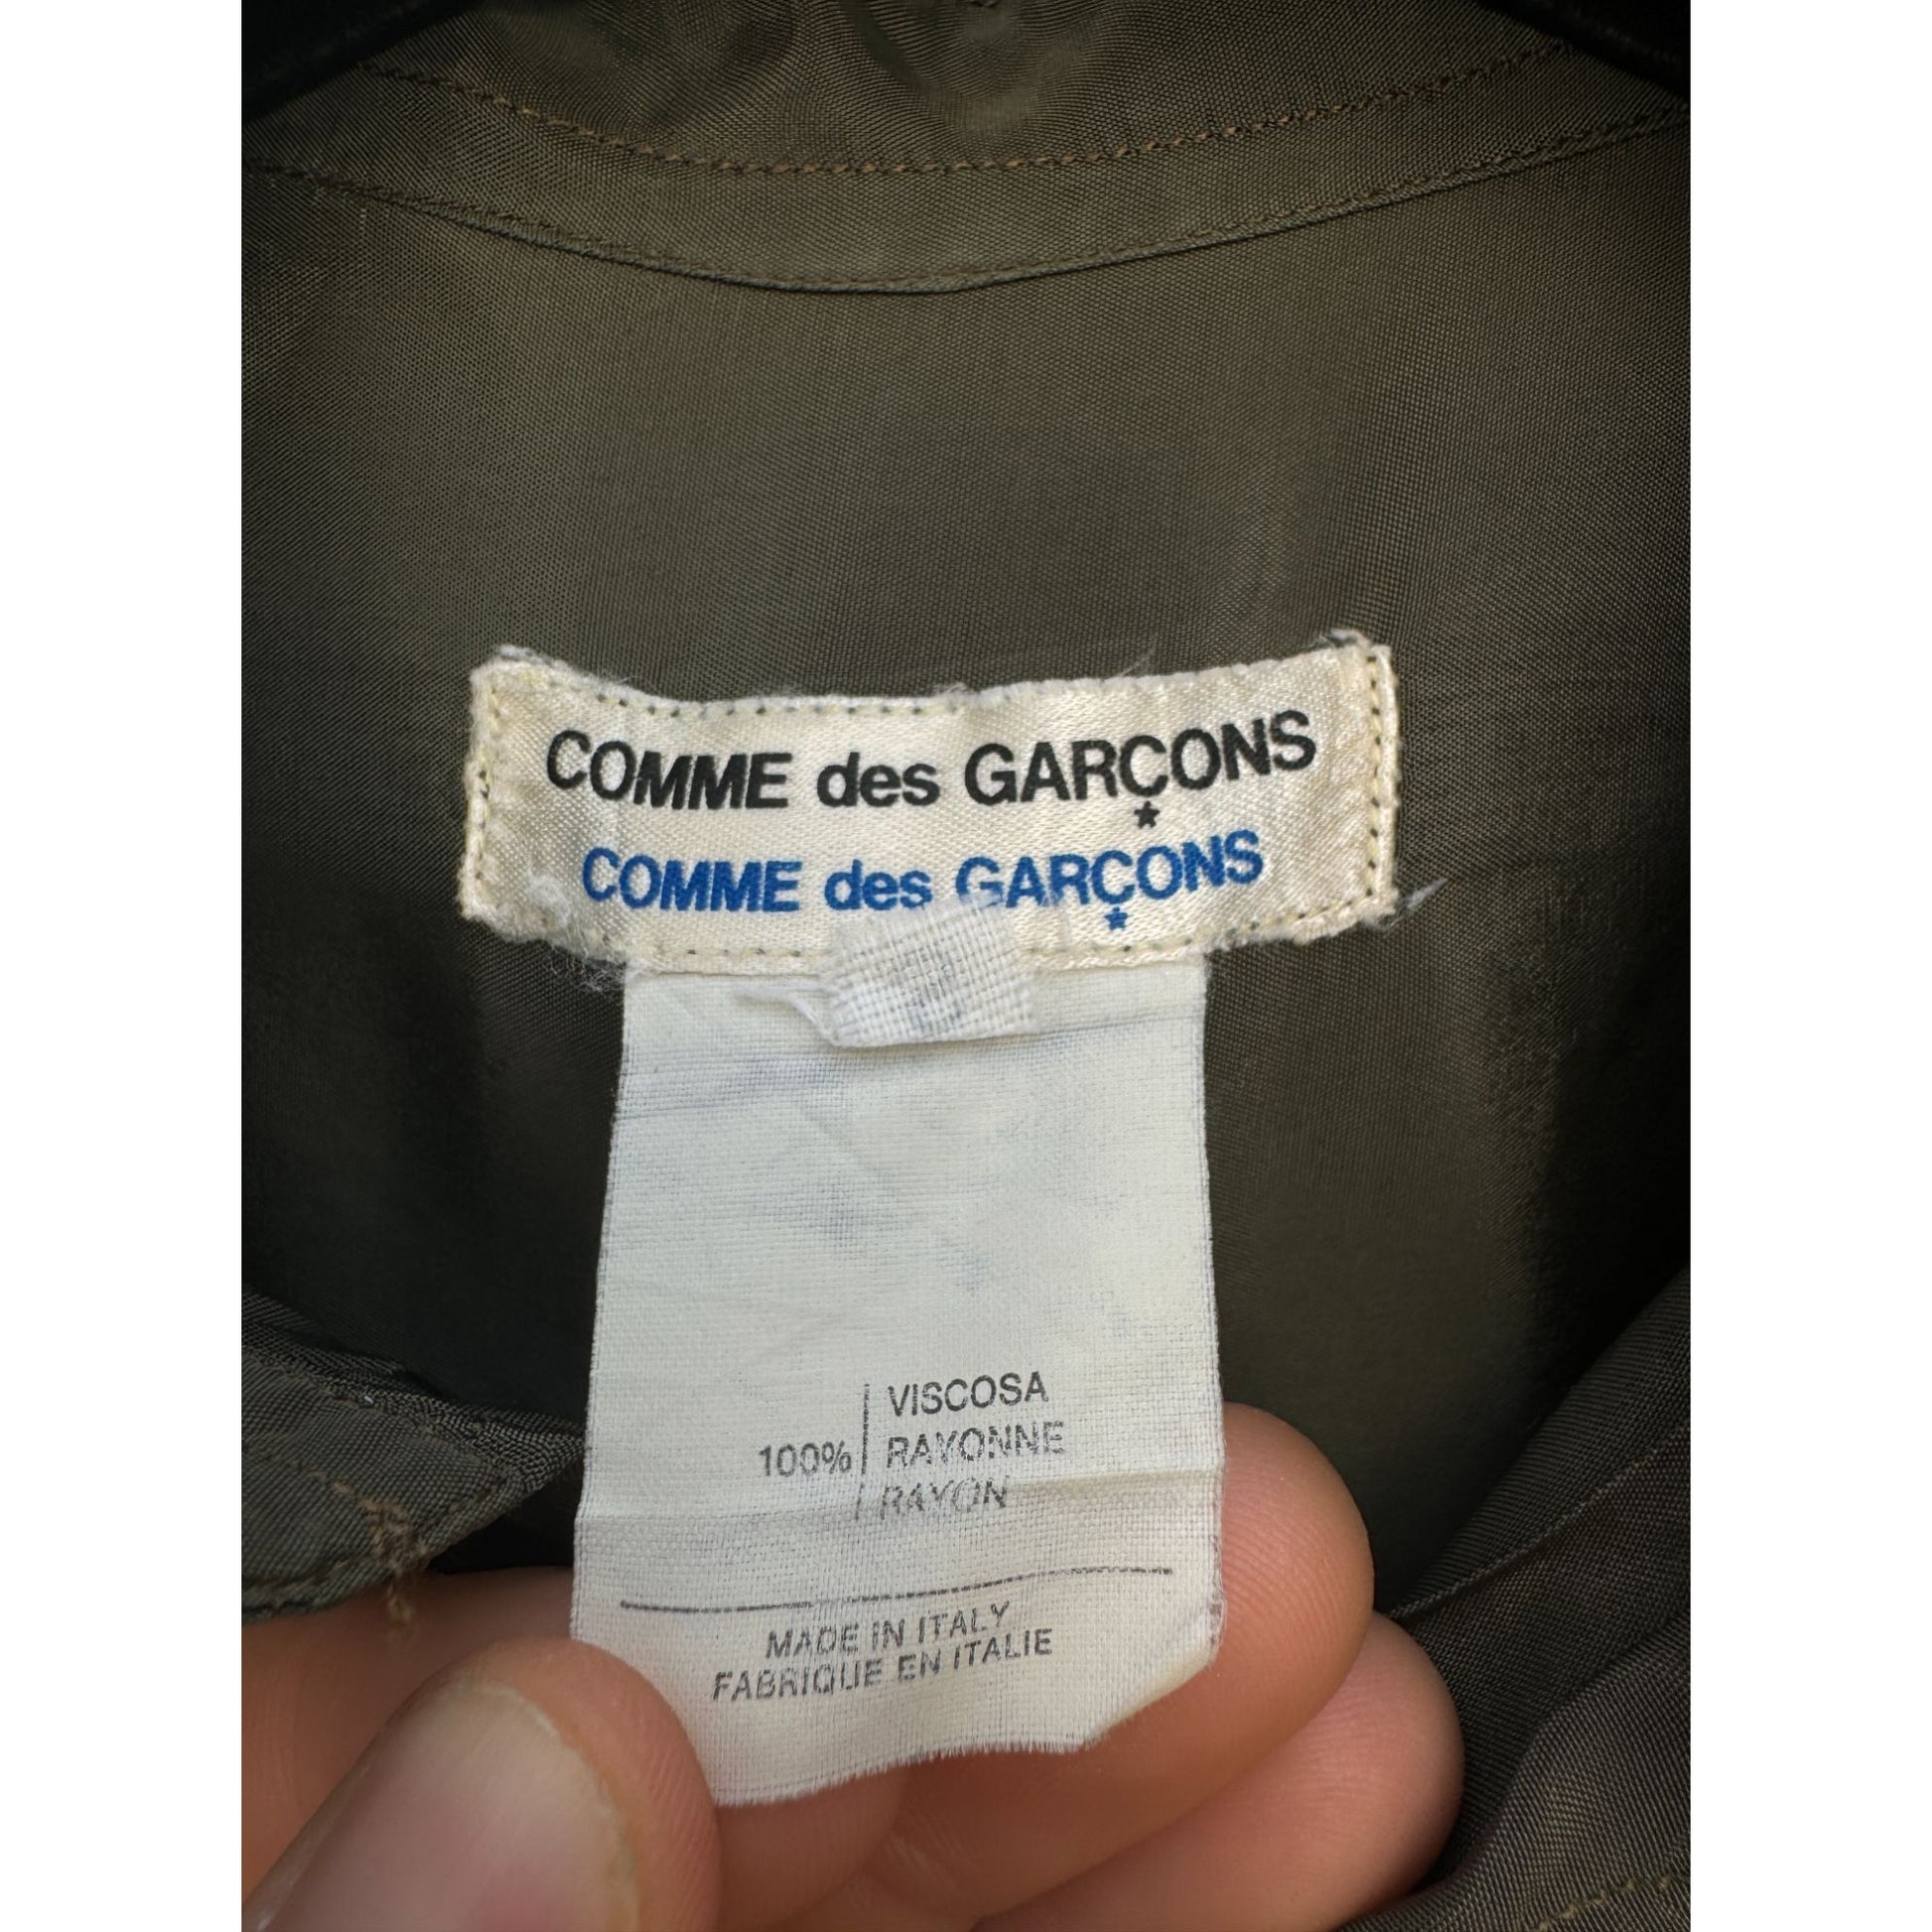 COMME des GARÇONS
COMME des GARÇONS
VISCOSA
100% RAYONNE
RAYON
MADE IN ITALY
FABRIQUE EN ITALIE